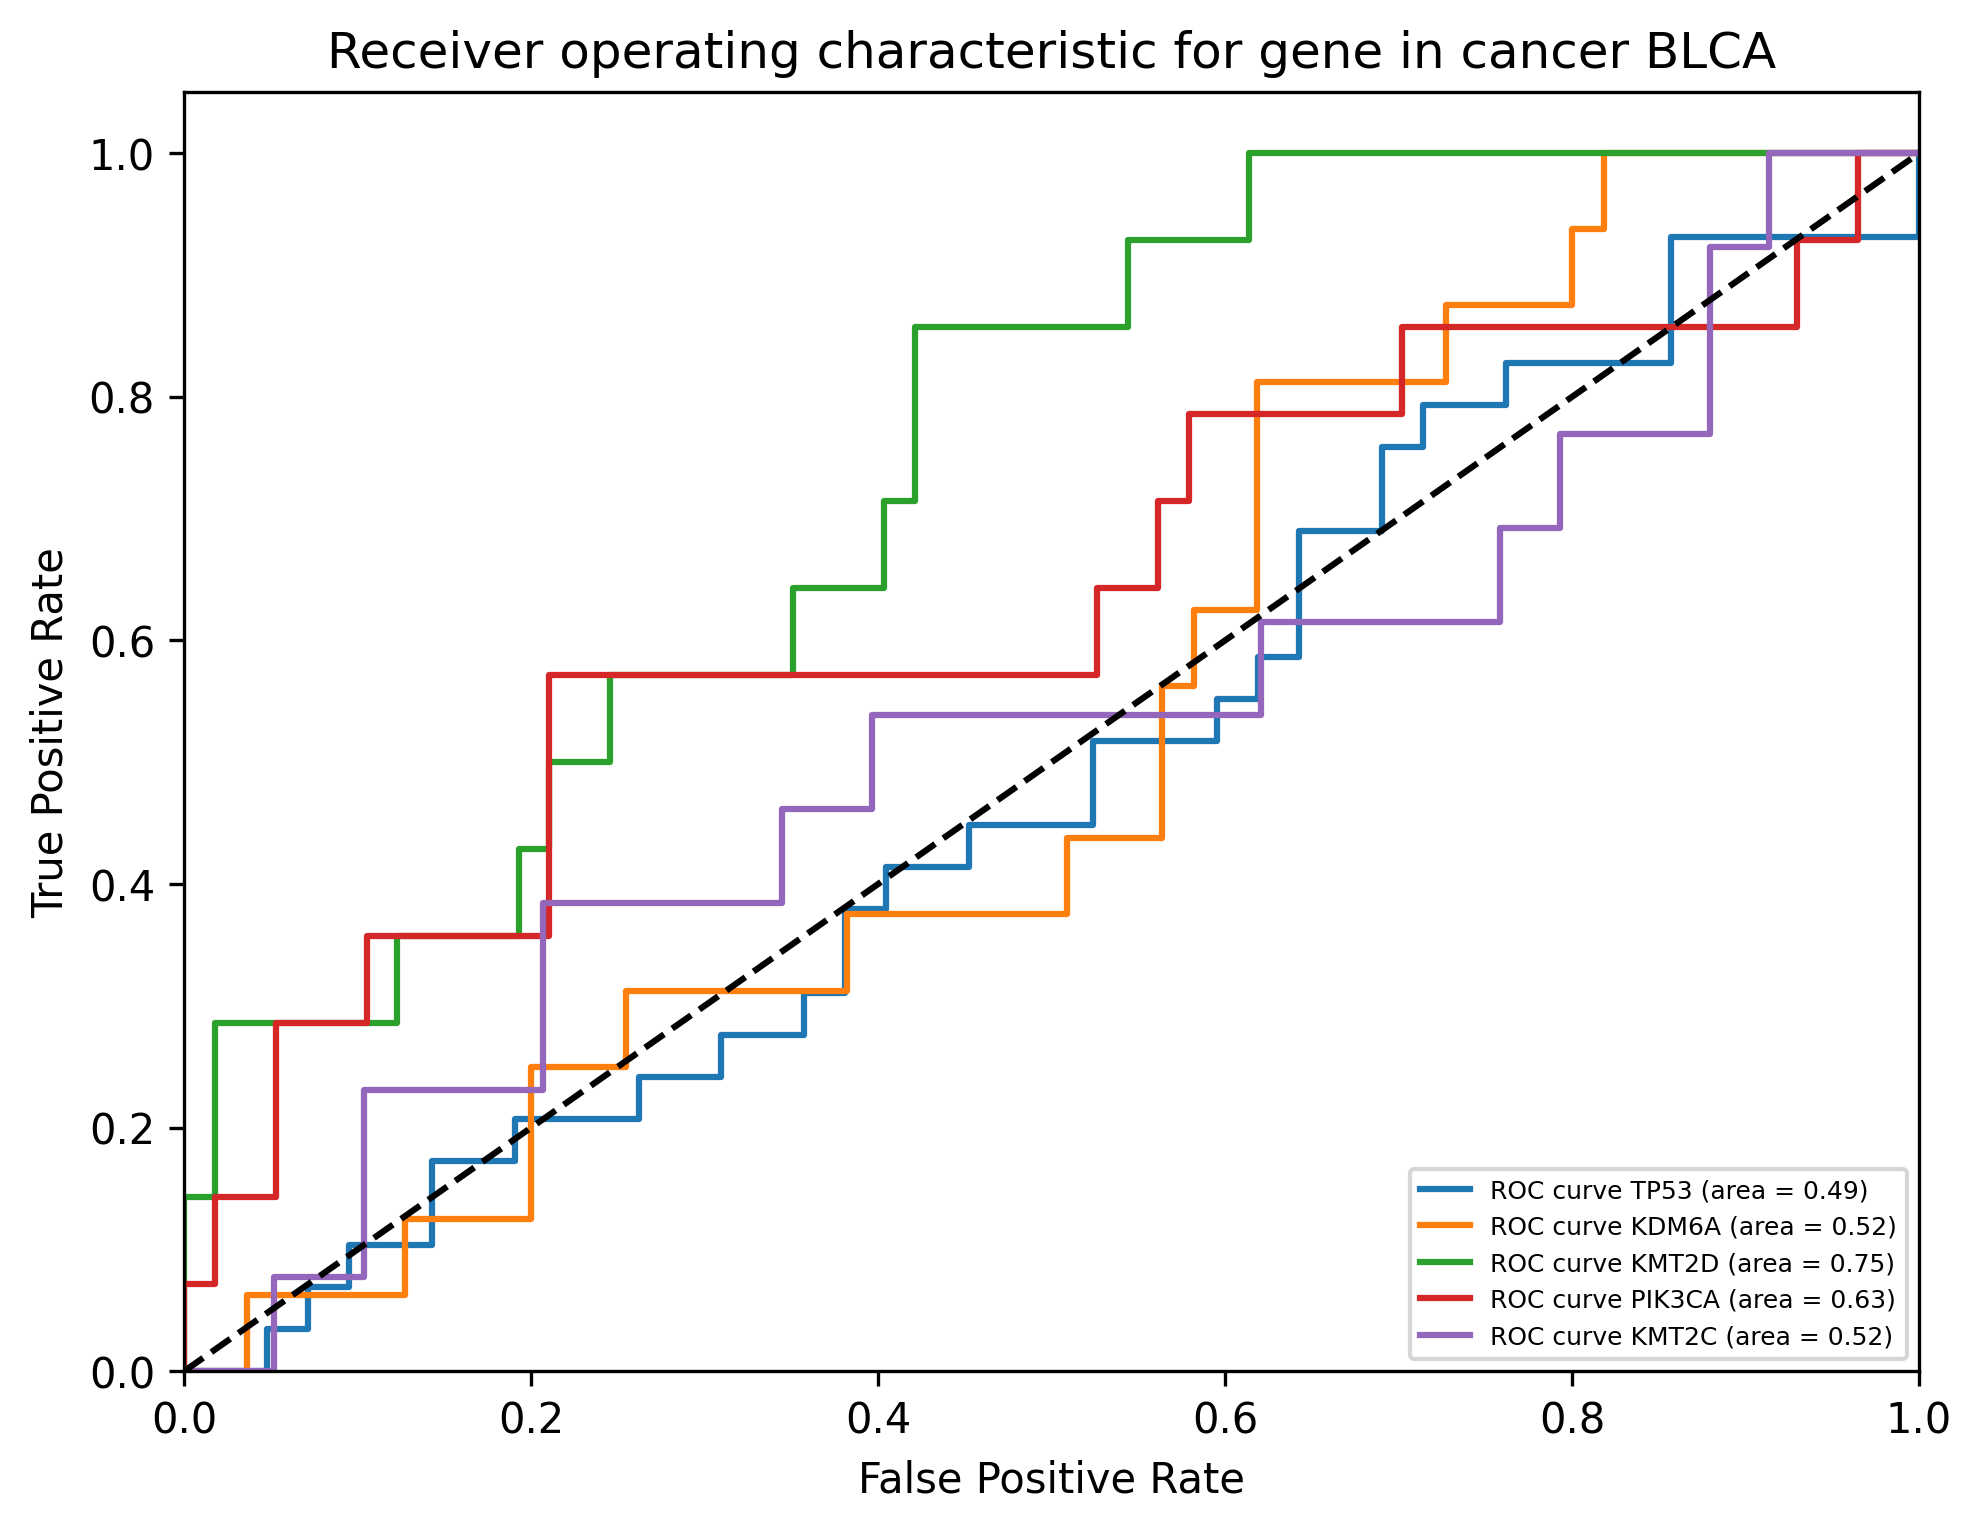 Receiver operating characteristic for gene in cancer BLCA
1.0
0.8
0.6
0.4
0.2
0.0
True Positive Rate
ROC curve TP53 (area = 0.49)
ROC curve KDM6A (area = 0.52)
ROC curve KMT2D (area = 0.75)
ROC curve PIK3CA (area = 0.63)
ROC curve KMT2C (area = 0.52)
0.0 0.2 0.4 0.6 0.8 1.0
False Positive Rate